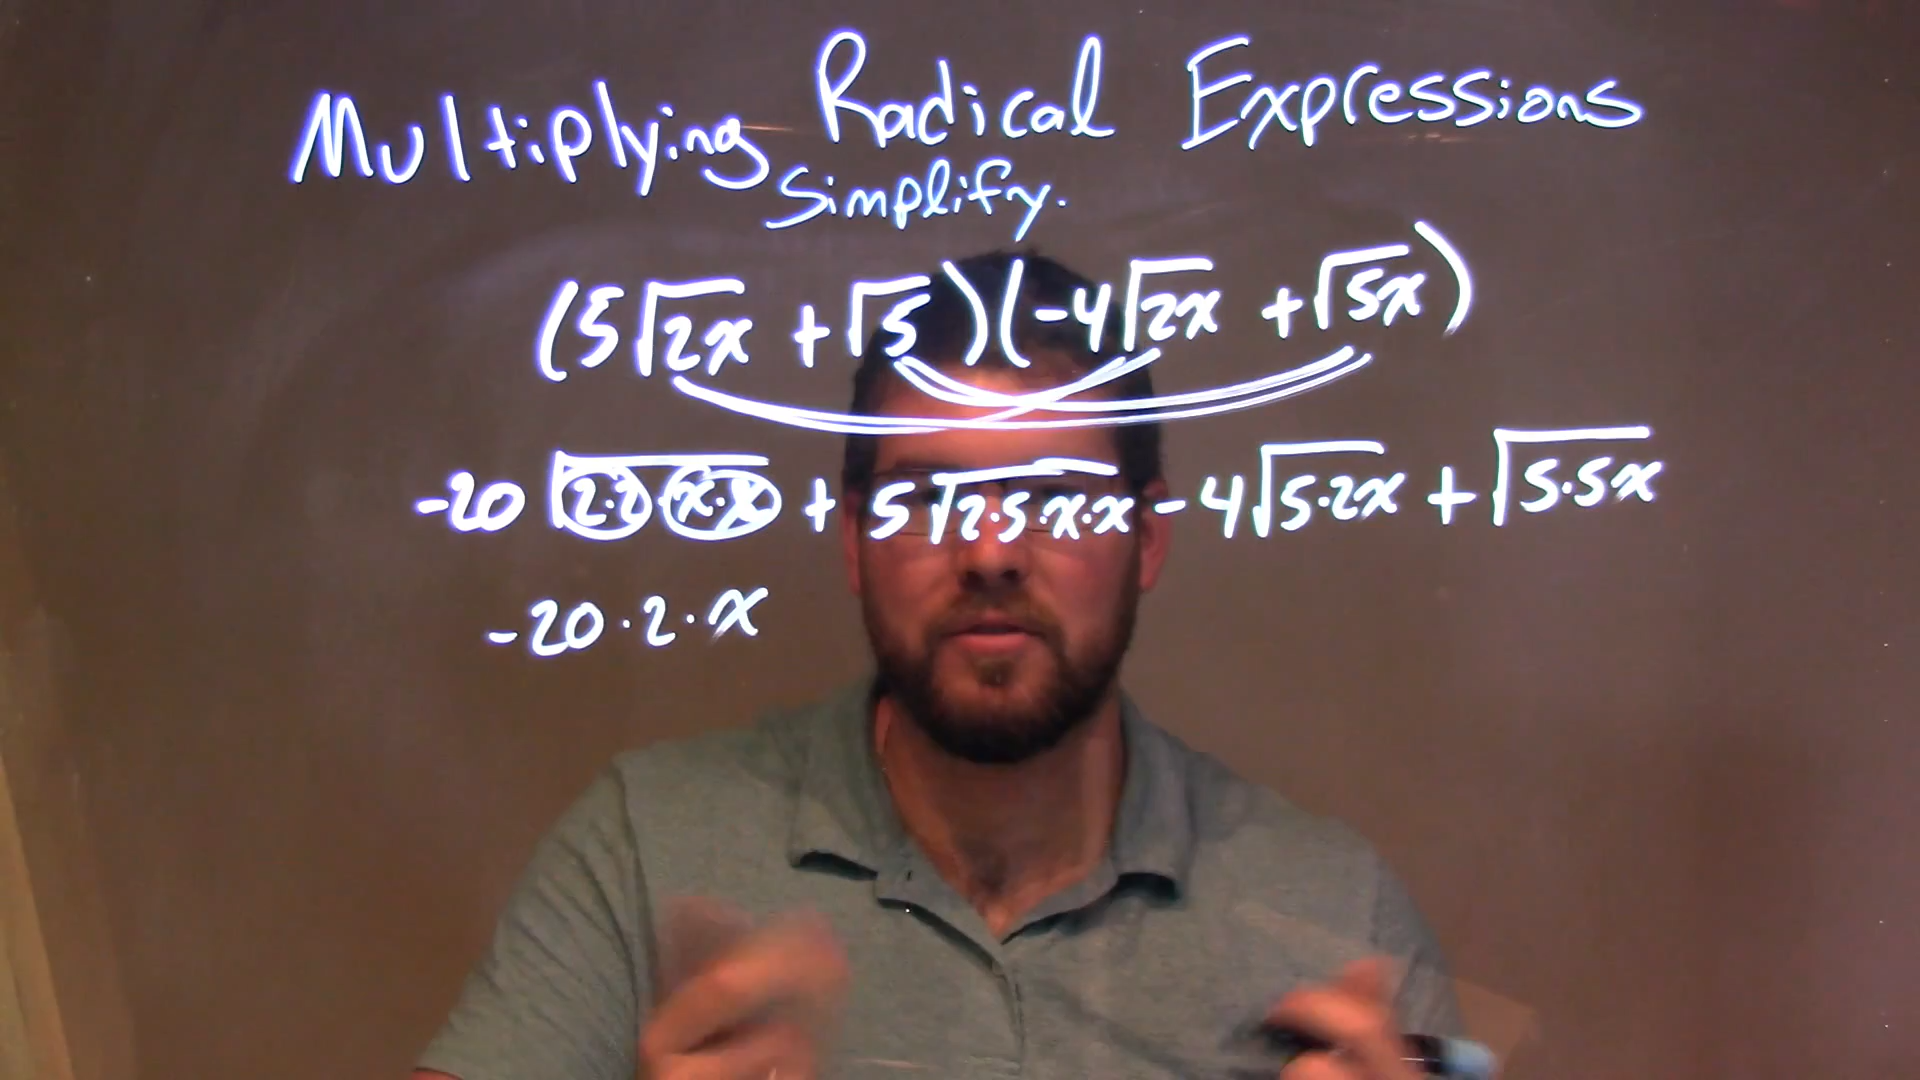 Multiplying Radical Expressions
Simplify.
(5√2x + √5)(-4√2x + √5x)
-20√2·2·x·x + 5√2·5·x·x - 4√5·2x + √5·5x
-20·2·x